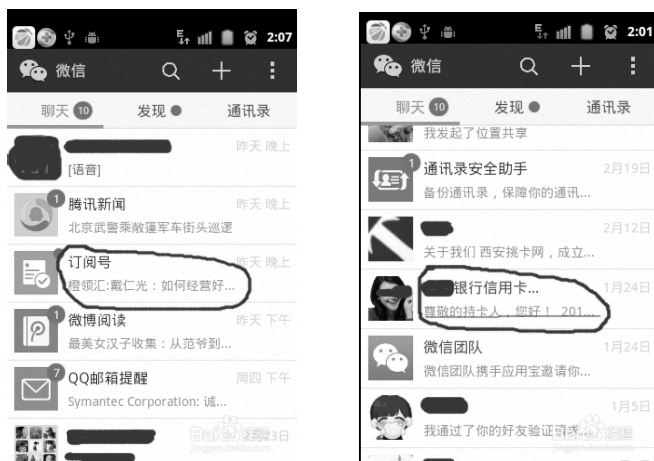 2:07
微信
聊天 10 发现 通讯录
昨天 晚上
[语音]
1
腾讯新闻 昨天 晚上
北京武警乘敞篷军车街头巡逻
订阅号 昨天 晚上
橙领汇:戴仁光：如何经营好...
1
微博阅读 昨天 下午
最美女汉子收集：从范爷到...
7
QQ邮箱提醒 周四 下午
Symantec Corporation: 诚...
2:01
微信
聊天 10 发现 通讯录
我发起了位置共享
1
通讯录安全助手 2月19日
备份通讯录，保障你的通讯...
2月12日
关于我们 西安挑卡网，成立...
银行信用卡... 1月24日
尊敬的持卡人，您好！ 201...
微信团队 1月24日
微信团队携手应用宝邀请你...
1月5日
我通过了你的好友验证请求...